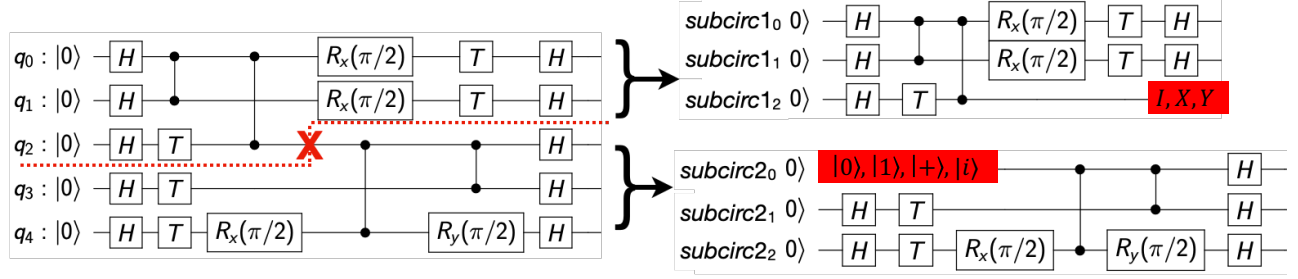 q₀ : |0⟩ H Rₓ(π/2) T H
q₁ : |0⟩ H Rₓ(π/2) T H
q₂ : |0⟩ H T X H
q₃ : |0⟩ H T H
q₄ : |0⟩ H T Rₓ(π/2) Rᵧ(π/2) H
subcirc1₀ 0⟩ H Rₓ(π/2) T H
subcirc1₁ 0⟩ H Rₓ(π/2) T H
subcirc1₂ 0⟩ H T I, X, Y
subcirc2₀ 0⟩ |0⟩, |1⟩, |+⟩, |i⟩ H
subcirc2₁ 0⟩ H T H
subcirc2₂ 0⟩ H T Rₓ(π/2) Rᵧ(π/2) H